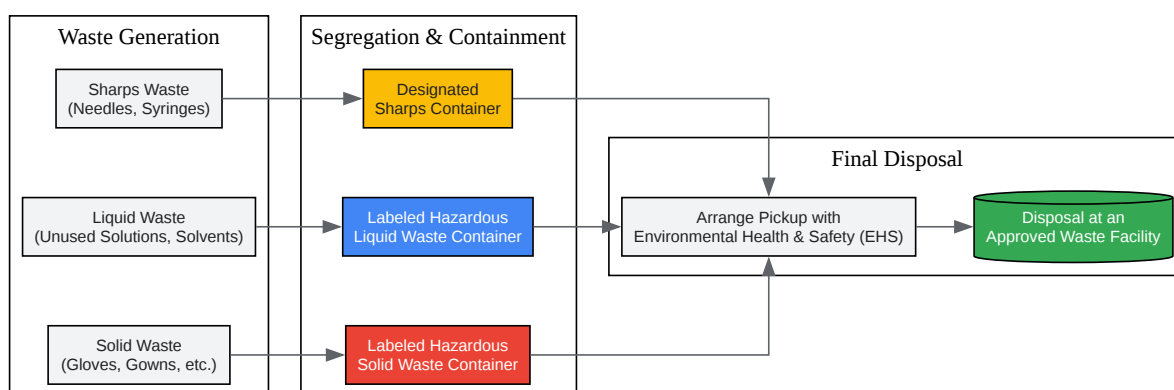 Waste Generation
Sharps Waste
(Needles, Syringes)
Liquid Waste
(Unused Solutions, Solvents)
Solid Waste
(Gloves, Gowns, etc.)
Segregation & Containment
Designated
Sharps Container
Labeled Hazardous
Liquid Waste Container
Labeled Hazardous
Solid Waste Container
Final Disposal
Arrange Pickup with
Environmental Health & Safety (EHS)
Disposal at an
Approved Waste Facility